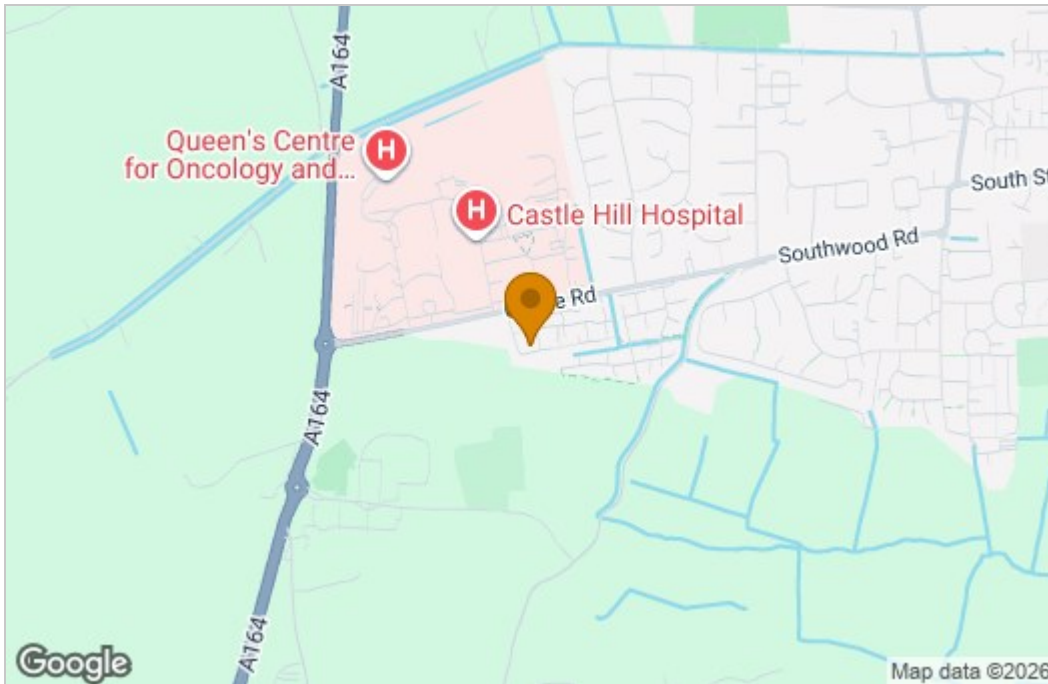 A164
Queen's Centre
for Oncology and...
Castle Hill Hospital
South St
Southwood Rd
Rd
A164
A164
Google
Map data ©2026